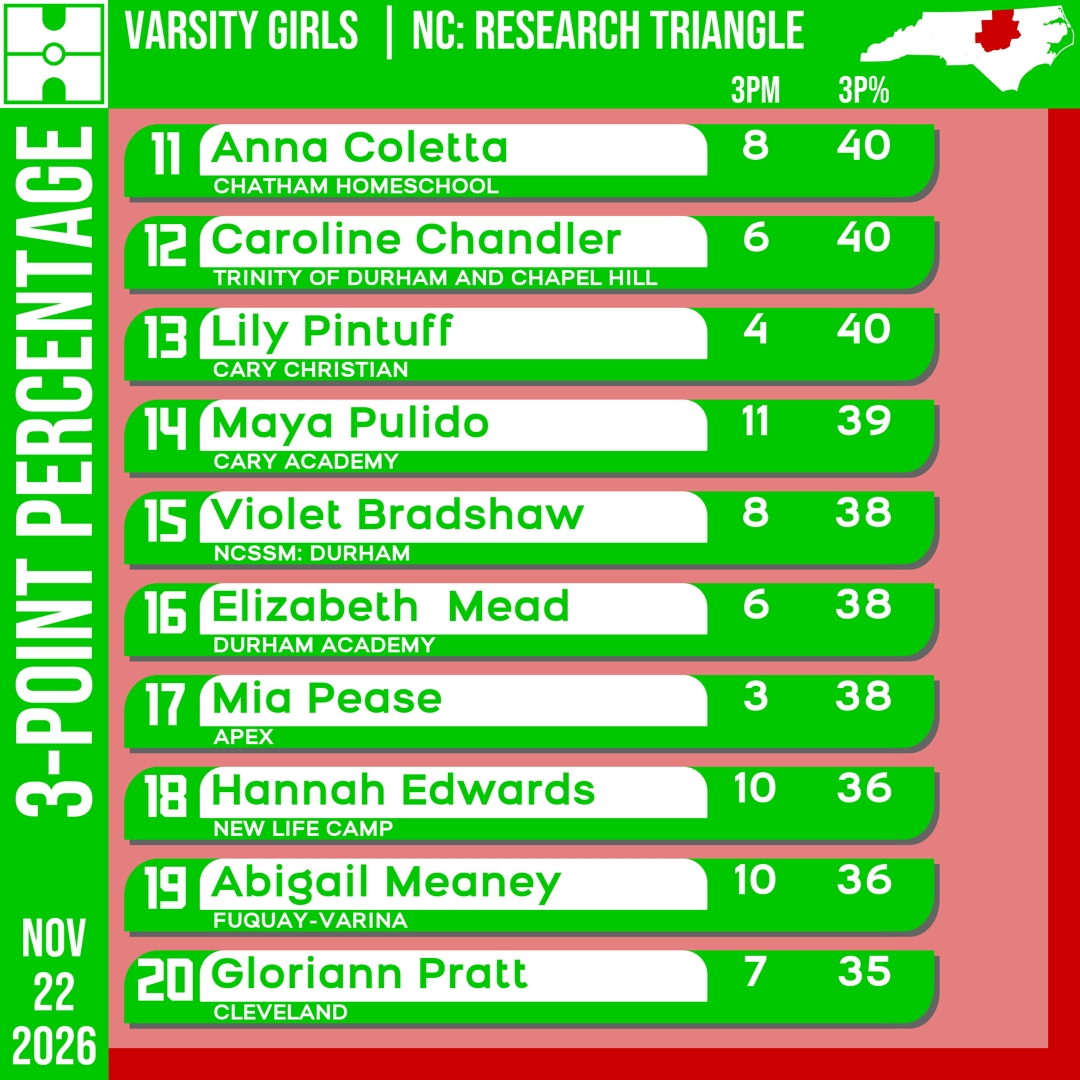 VARSITY GIRLS | NC: RESEARCH TRIANGLE
3PM 3P%
3-POINT PERCENTAGE
11 Anna Coletta 8 40
CHATHAM HOMESCHOOL
12 Caroline Chandler 6 40
TRINITY OF DURHAM AND CHAPEL HILL
13 Lily Pintuff 4 40
CARY CHRISTIAN
14 Maya Pulido 11 39
CARY ACADEMY
15 Violet Bradshaw 8 38
NCSSM: DURHAM
16 Elizabeth  Mead 6 38
DURHAM ACADEMY
17 Mia Pease 3 38
APEX
18 Hannah Edwards 10 36
NEW LIFE CAMP
19 Abigail Meaney 10 36
FUQUAY-VARINA
20 Gloriann Pratt 7 35
CLEVELAND
NOV
22
2026